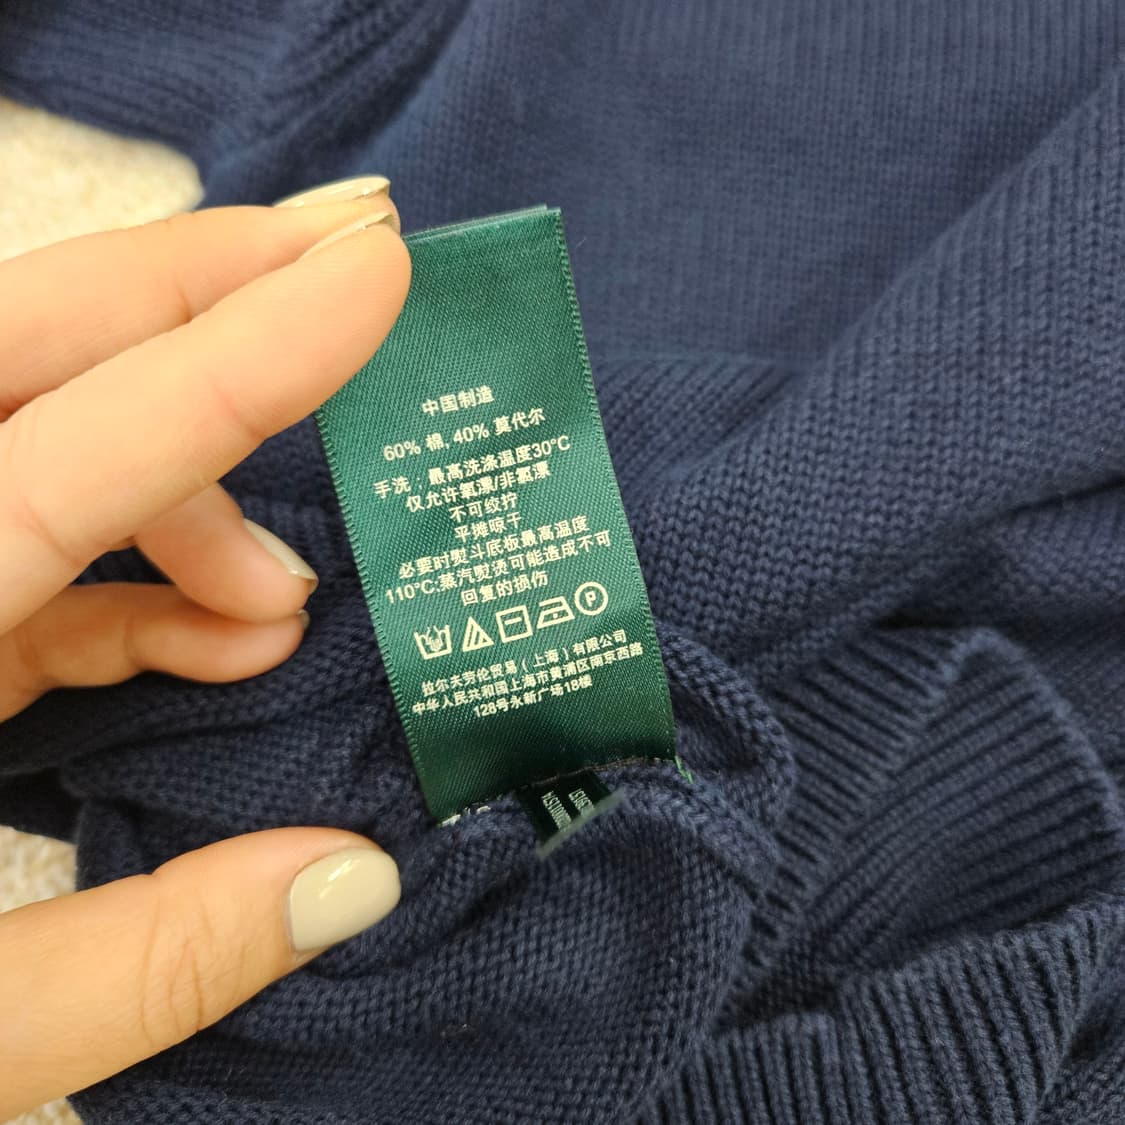 中国制造
60% 棉, 40% 莫代尔
手洗，最高洗涤温度30°C
仅允许氧漂/非氯漂
不可绞拧
平摊晾干
必要时熨斗底板最高温度
110°C:蒸汽熨烫可能造成不可
回复的损伤
P
拉尔夫劳伦贸易（上海）有限公司
中华人民共和国上海市黄浦区南京西路
128号永新广场18楼